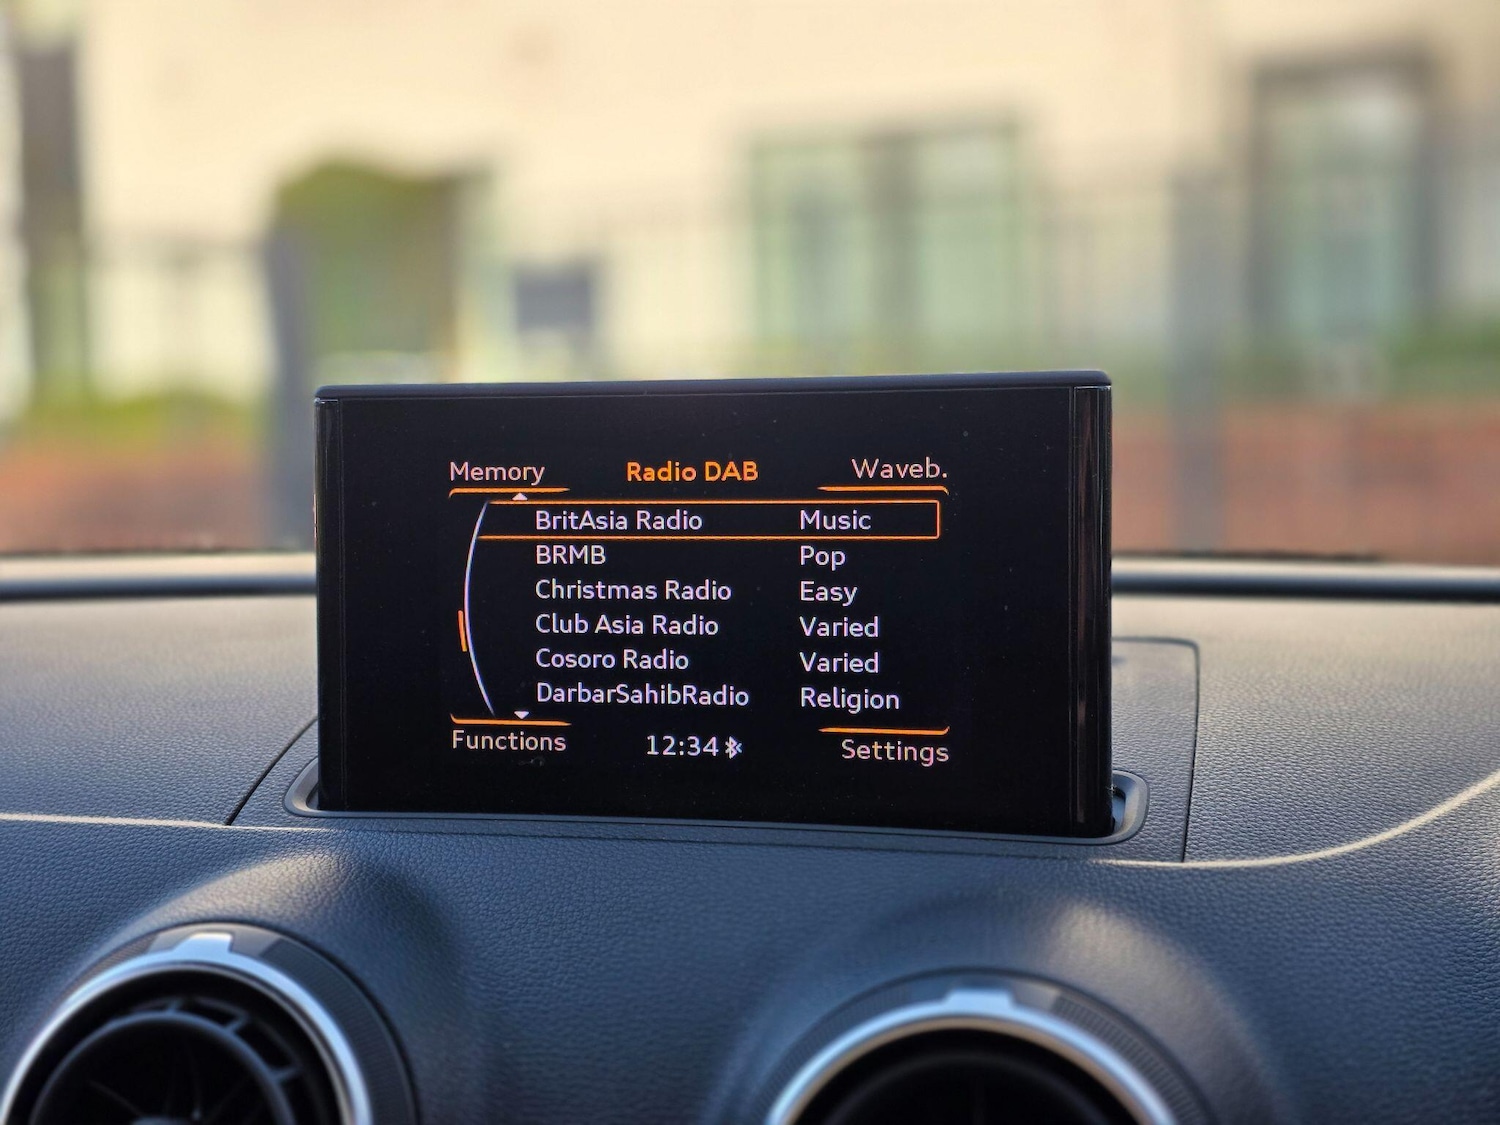 Memory Radio DAB Waveb.
BritAsia Radio Music
BRMB Pop
Christmas Radio Easy
Club Asia Radio Varied
Cosoro Radio Varied
DarbarSahibRadio Religion
Functions 12:34 Settings